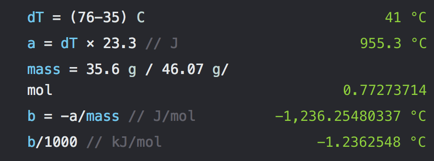 dT = (76-35) C 41 °C
a = dT × 23.3 // J 955.3 °C
mass = 35.6 g / 46.07 g/
mol 0.77273714
b = -a/mass // J/mol -1,236.25480337 °C
b/1000 // kJ/mol -1.2362548 °C